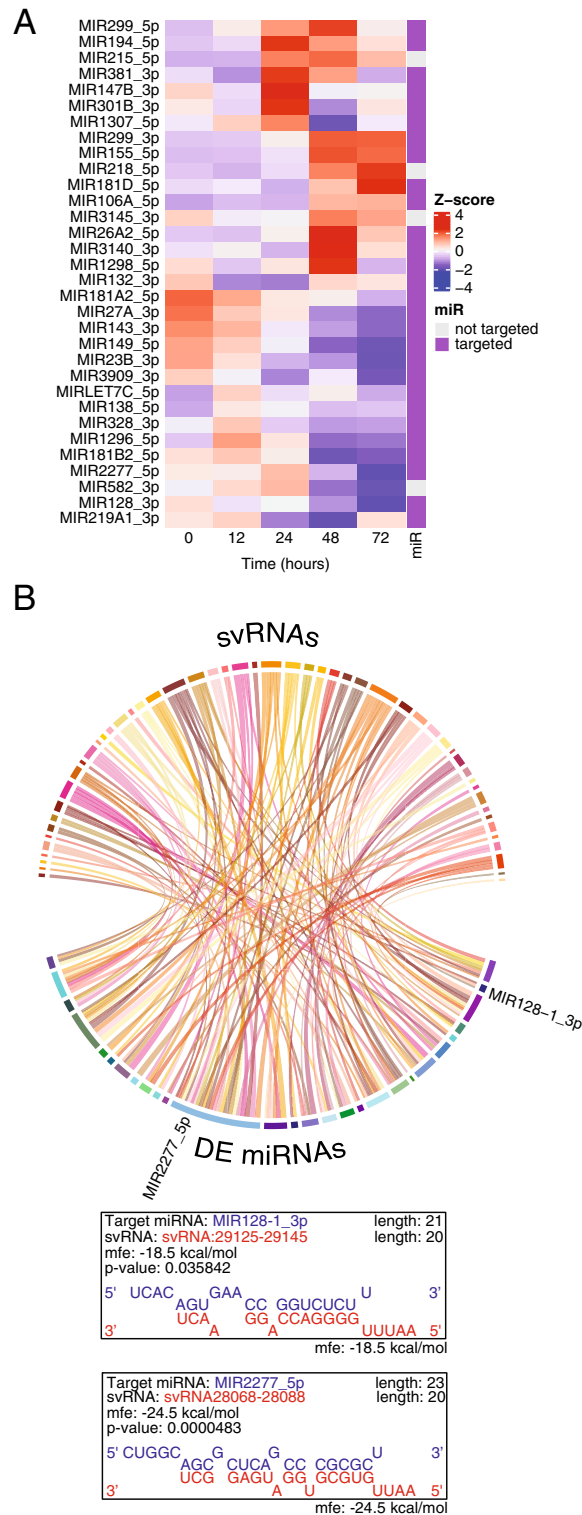 A
MIR299_5p
MIR194_5p
MIR215_5p
MIR381_3p
MIR147B_3p
MIR301B_3p
MIR1307_5p
MIR299_3p
MIR155_5p
MIR218_5p
MIR181D_5p
MIR106A_5p
MIR3145_3p
MIR26A2_5p
MIR3140_3p
MIR1298_5p
MIR132_3p
MIR181A2_5p
MIR27A_3p
MIR143_3p
MIR149_5p
MIR23B_3p
MIR3909_3p
MIRLET7C_5p
MIR138_5p
MIR328_3p
MIR1296_5p
MIR181B2_5p
MIR2277_5p
MIR582_3p
MIR128_3p
MIR219A1_3p
0 12 24 48 72 miR
Time (hours)
Z-score
4
2
0
−2
−4
miR
not targeted
targeted
B
svRNAs
MIR128−1_3p
MIR2277_5p
DE miRNAs
Target miRNA: MIR128-1_3p length: 21
svRNA: svRNA:29125-29145 length: 20
mfe: -18.5 kcal/mol
p-value: 0.035842
5' UCAC GAA U 3'
AGU CC GGUCUCU
UCA GG CCAGGGG
3' A A UUUAA 5'
mfe: -18.5 kcal/mol
Target miRNA: MIR2277_5p length: 23
svRNA: svRNA28068-28088 length: 20
mfe: -24.5 kcal/mol
p-value: 0.0000483
5' CUGGC G G U 3'
AGC CUCA CC CGCGC
UCG GAGU GG GCGUG
3' A U UUAA 5'
mfe: -24.5 kcal/mol